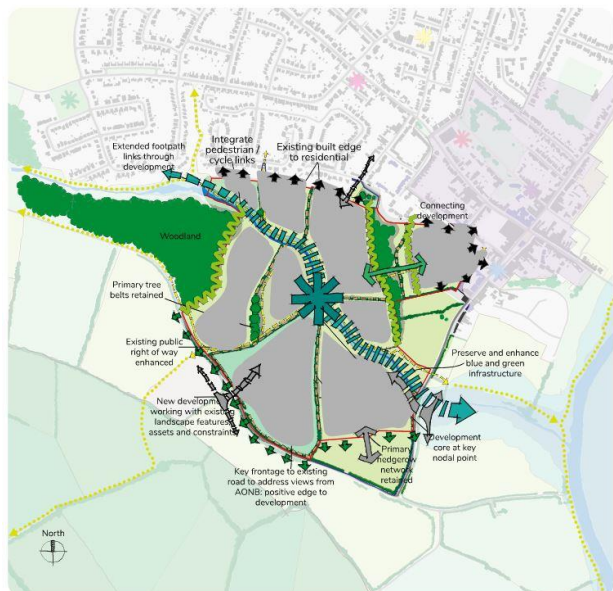 Extended footpath
links through
development
Integrate
pedestrian /
cycle links
Existing built edge
to residential
Connecting
development
Woodland
Primary tree
belts retained
Existing public
right of way
enhanced
Preserve and enhance
blue and green
infrastructure
New development
working with existing
landscape features,
assets and constraints
Development
core at key
nodal point
Primary
hedgerow
network
retained
Key frontage to existing
road to address views from
AONB: positive edge to
development
North